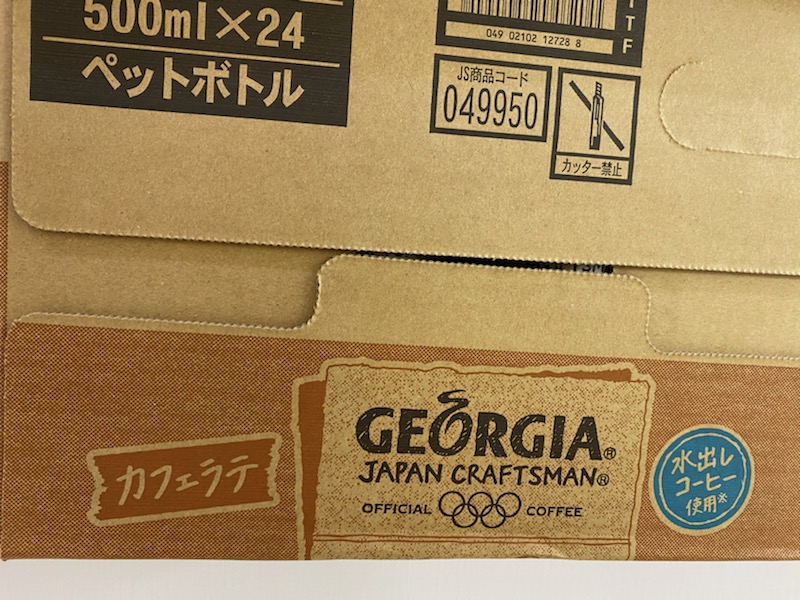 500ml×24
ペットボトル
ITF
049 02102 12728 8
JS商品コード
049950
カッター禁止
GEORGIA®
JAPAN CRAFTSMAN®
OFFICIAL COFFEE
カフェラテ
水出し
コーヒー
使用※